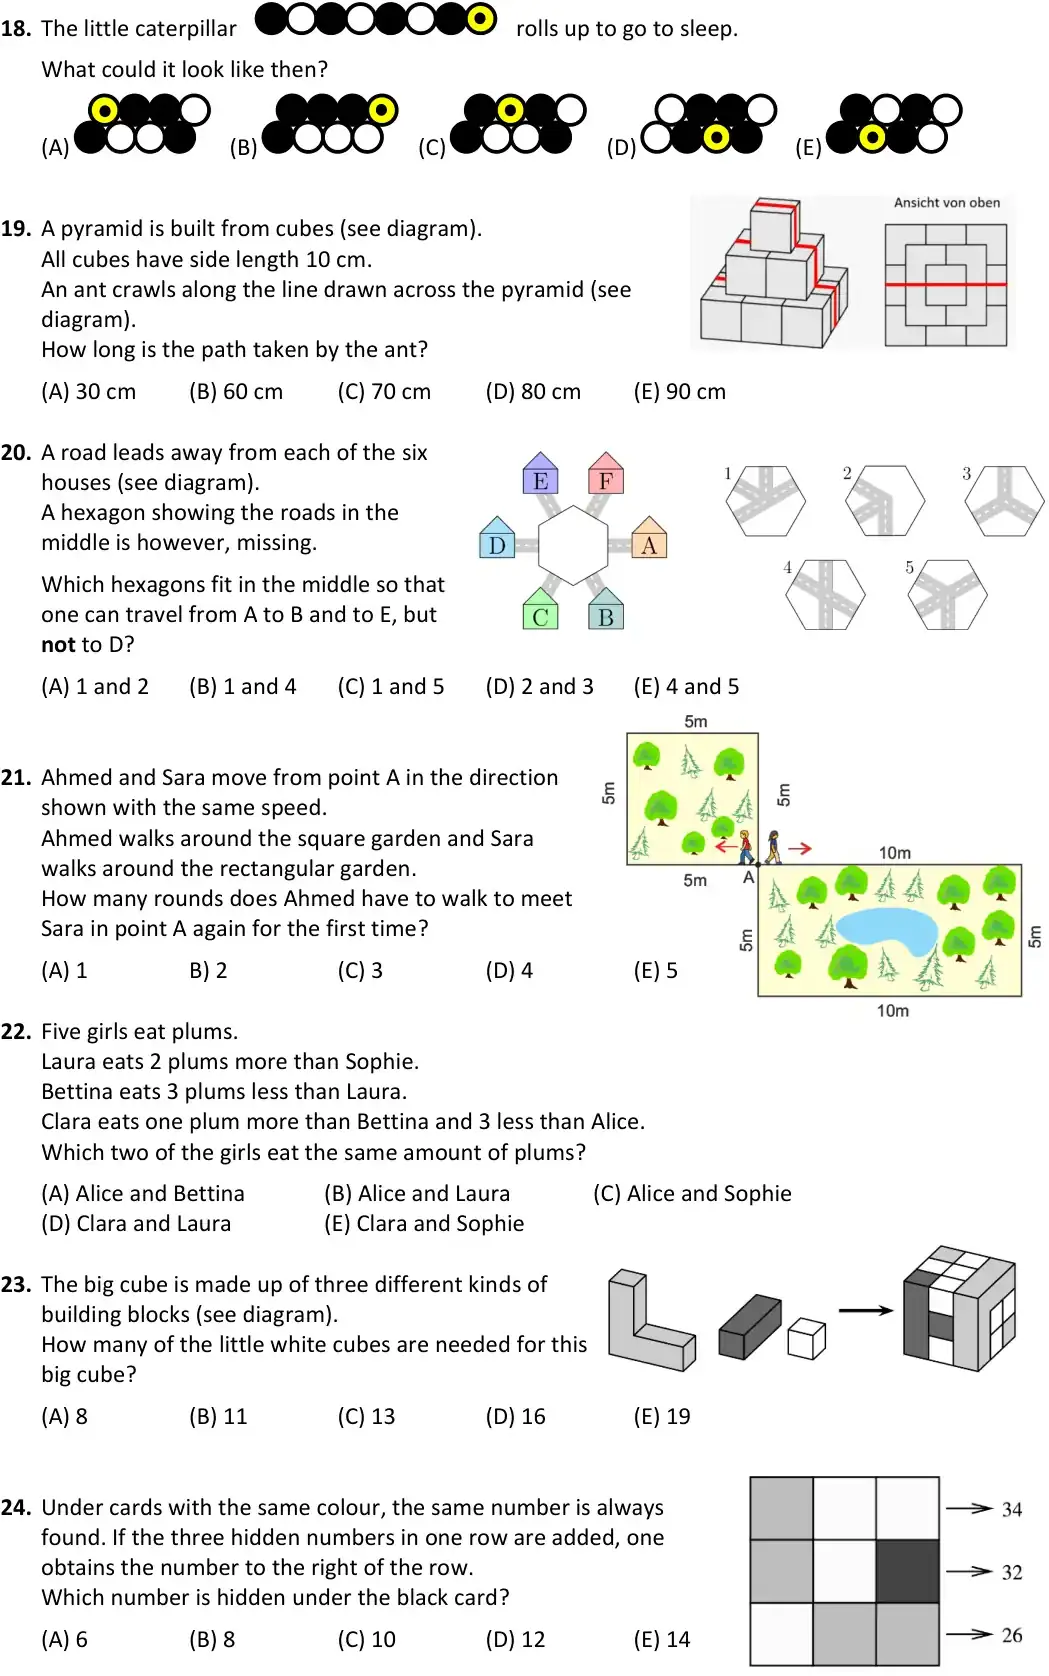 18. The little caterpillar rolls up to go to sleep.
What could it look like then?
(A) (B) (C) (D) (E)
19. A pyramid is built from cubes (see diagram).
All cubes have side length 10 cm.
An ant crawls along the line drawn across the pyramid (see
diagram).
How long is the path taken by the ant?
Ansicht von oben
(A) 30 cm (B) 60 cm (C) 70 cm (D) 80 cm (E) 90 cm
20. A road leads away from each of the six
houses (see diagram).
A hexagon showing the roads in the
middle is however, missing.
Which hexagons fit in the middle so that
one can travel from A to B and to E, but
not to D?
E F
D A
C B
1 2 3
4 5
(A) 1 and 2 (B) 1 and 4 (C) 1 and 5 (D) 2 and 3 (E) 4 and 5
21. Ahmed and Sara move from point A in the direction
shown with the same speed.
Ahmed walks around the square garden and Sara
walks around the rectangular garden.
How many rounds does Ahmed have to walk to meet
Sara in point A again for the first time?
5m
5m
5m
5m
A
10m
5m
5m
10m
(A) 1 B) 2 (C) 3 (D) 4 (E) 5
22. Five girls eat plums.
Laura eats 2 plums more than Sophie.
Bettina eats 3 plums less than Laura.
Clara eats one plum more than Bettina and 3 less than Alice.
Which two of the girls eat the same amount of plums?
(A) Alice and Bettina (B) Alice and Laura (C) Alice and Sophie
(D) Clara and Laura (E) Clara and Sophie
23. The big cube is made up of three different kinds of
building blocks (see diagram).
How many of the little white cubes are needed for this
big cube?
(A) 8 (B) 11 (C) 13 (D) 16 (E) 19
24. Under cards with the same colour, the same number is always
found. If the three hidden numbers in one row are added, one
obtains the number to the right of the row.
Which number is hidden under the black card?
34
32
26
(A) 6 (B) 8 (C) 10 (D) 12 (E) 14